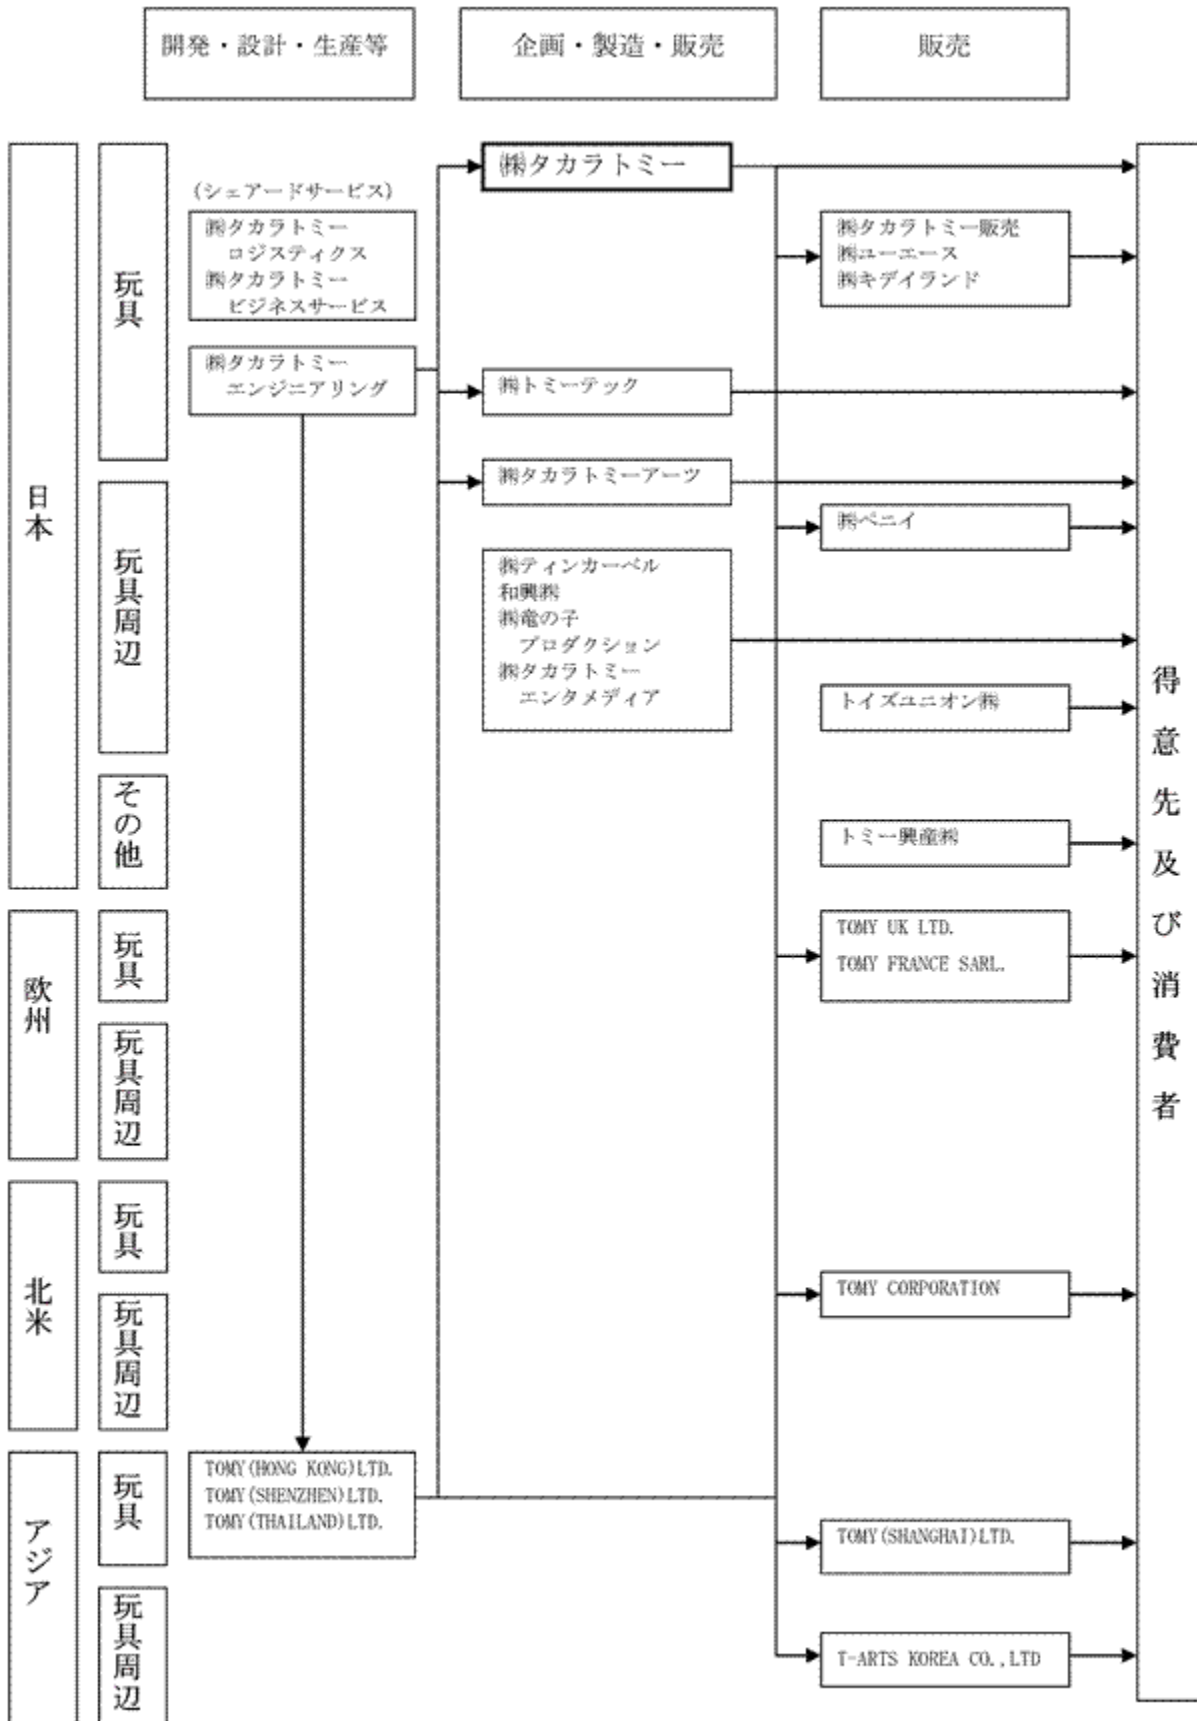 開発・設計・生産等
企画・製造・販売
販売
日本
玩具
(シェアードサービス)
㈱タカラトミー
ロジスティクス
㈱タカラトミー
ビジネスサービス
㈱タカラトミー
エンジニアリング
㈱タカラトミー
㈱タカラトミー販売
㈱ユーエース
㈱キデイランド
㈱トミーテック
玩具周辺
㈱タカラトミーアーツ
㈱ペニイ
㈱ティンカーベル
和興㈱
㈱竜の子
プロダクション
㈱タカラトミー
エンタメディア
トイズユニオン㈱
その他
トミー興産㈱
欧州
玩具
玩具周辺
TOMY UK LTD.
TOMY FRANCE SARL.
北米
玩具
玩具周辺
TOMY CORPORATION
アジア
玩具
TOMY(HONG KONG)LTD.
TOMY(SHENZHEN)LTD.
TOMY(THAILAND)LTD.
TOMY(SHANGHAI)LTD.
玩具周辺
T-ARTS KOREA CO.,LTD
得意先及び消費者